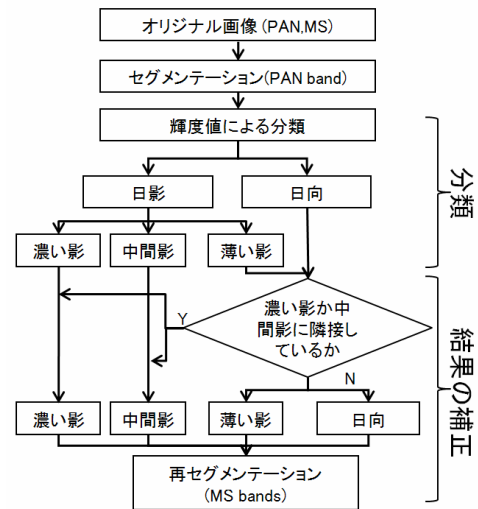 オリジナル画像(PAN,MS)
セグメンテーション(PAN band)
輝度値による分類
日影
日向
濃い影
中間影
薄い影
分類
濃い影か中
間影に隣接し
ているか
Y
N
濃い影
中間影
薄い影
日向
結果の補正
再セグメンテーション
(MS bands)